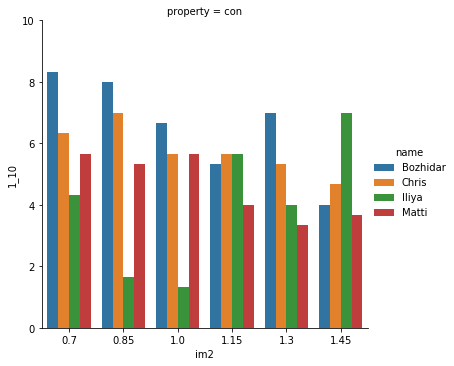 property = con
10
8
6
4
2
0
1_10
0.7 0.85 1.0 1.15 1.3 1.45
im2
name
Bozhidar
Chris
Iliya
Matti